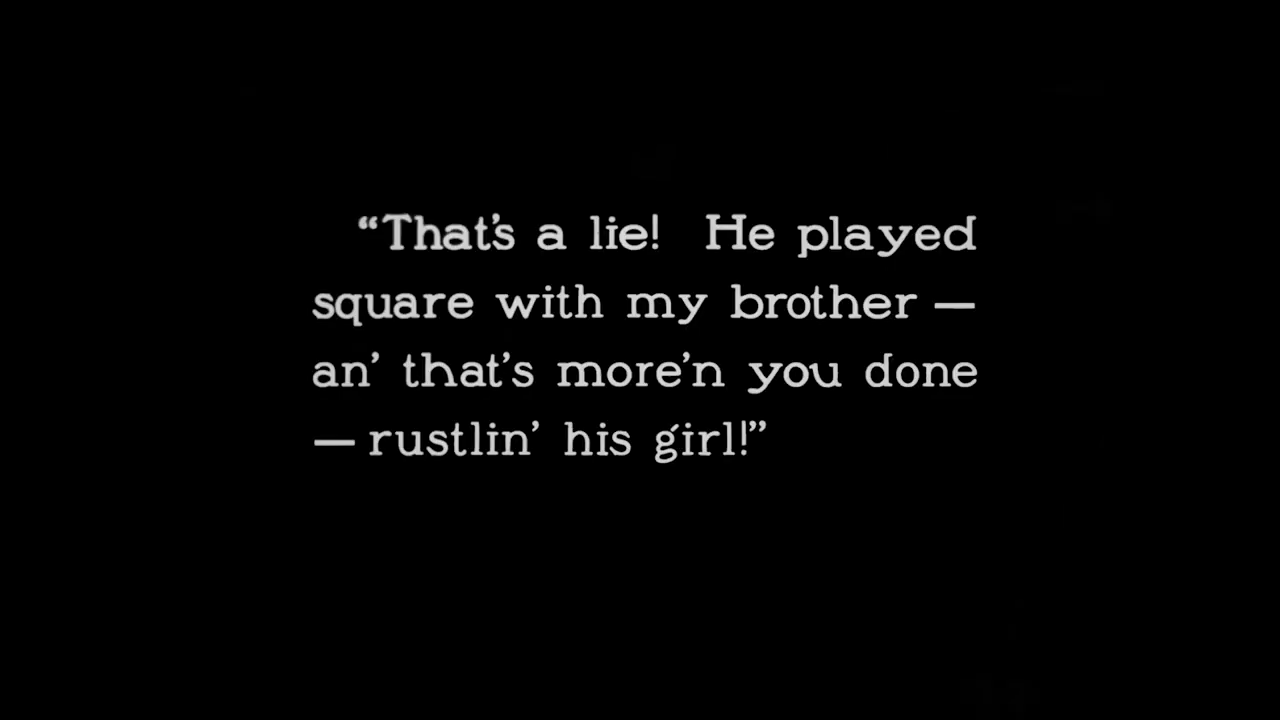 “That’s a lie!  He played
square with my brother —
an’ that’s more’n you done
— rustlin’ his girl!”